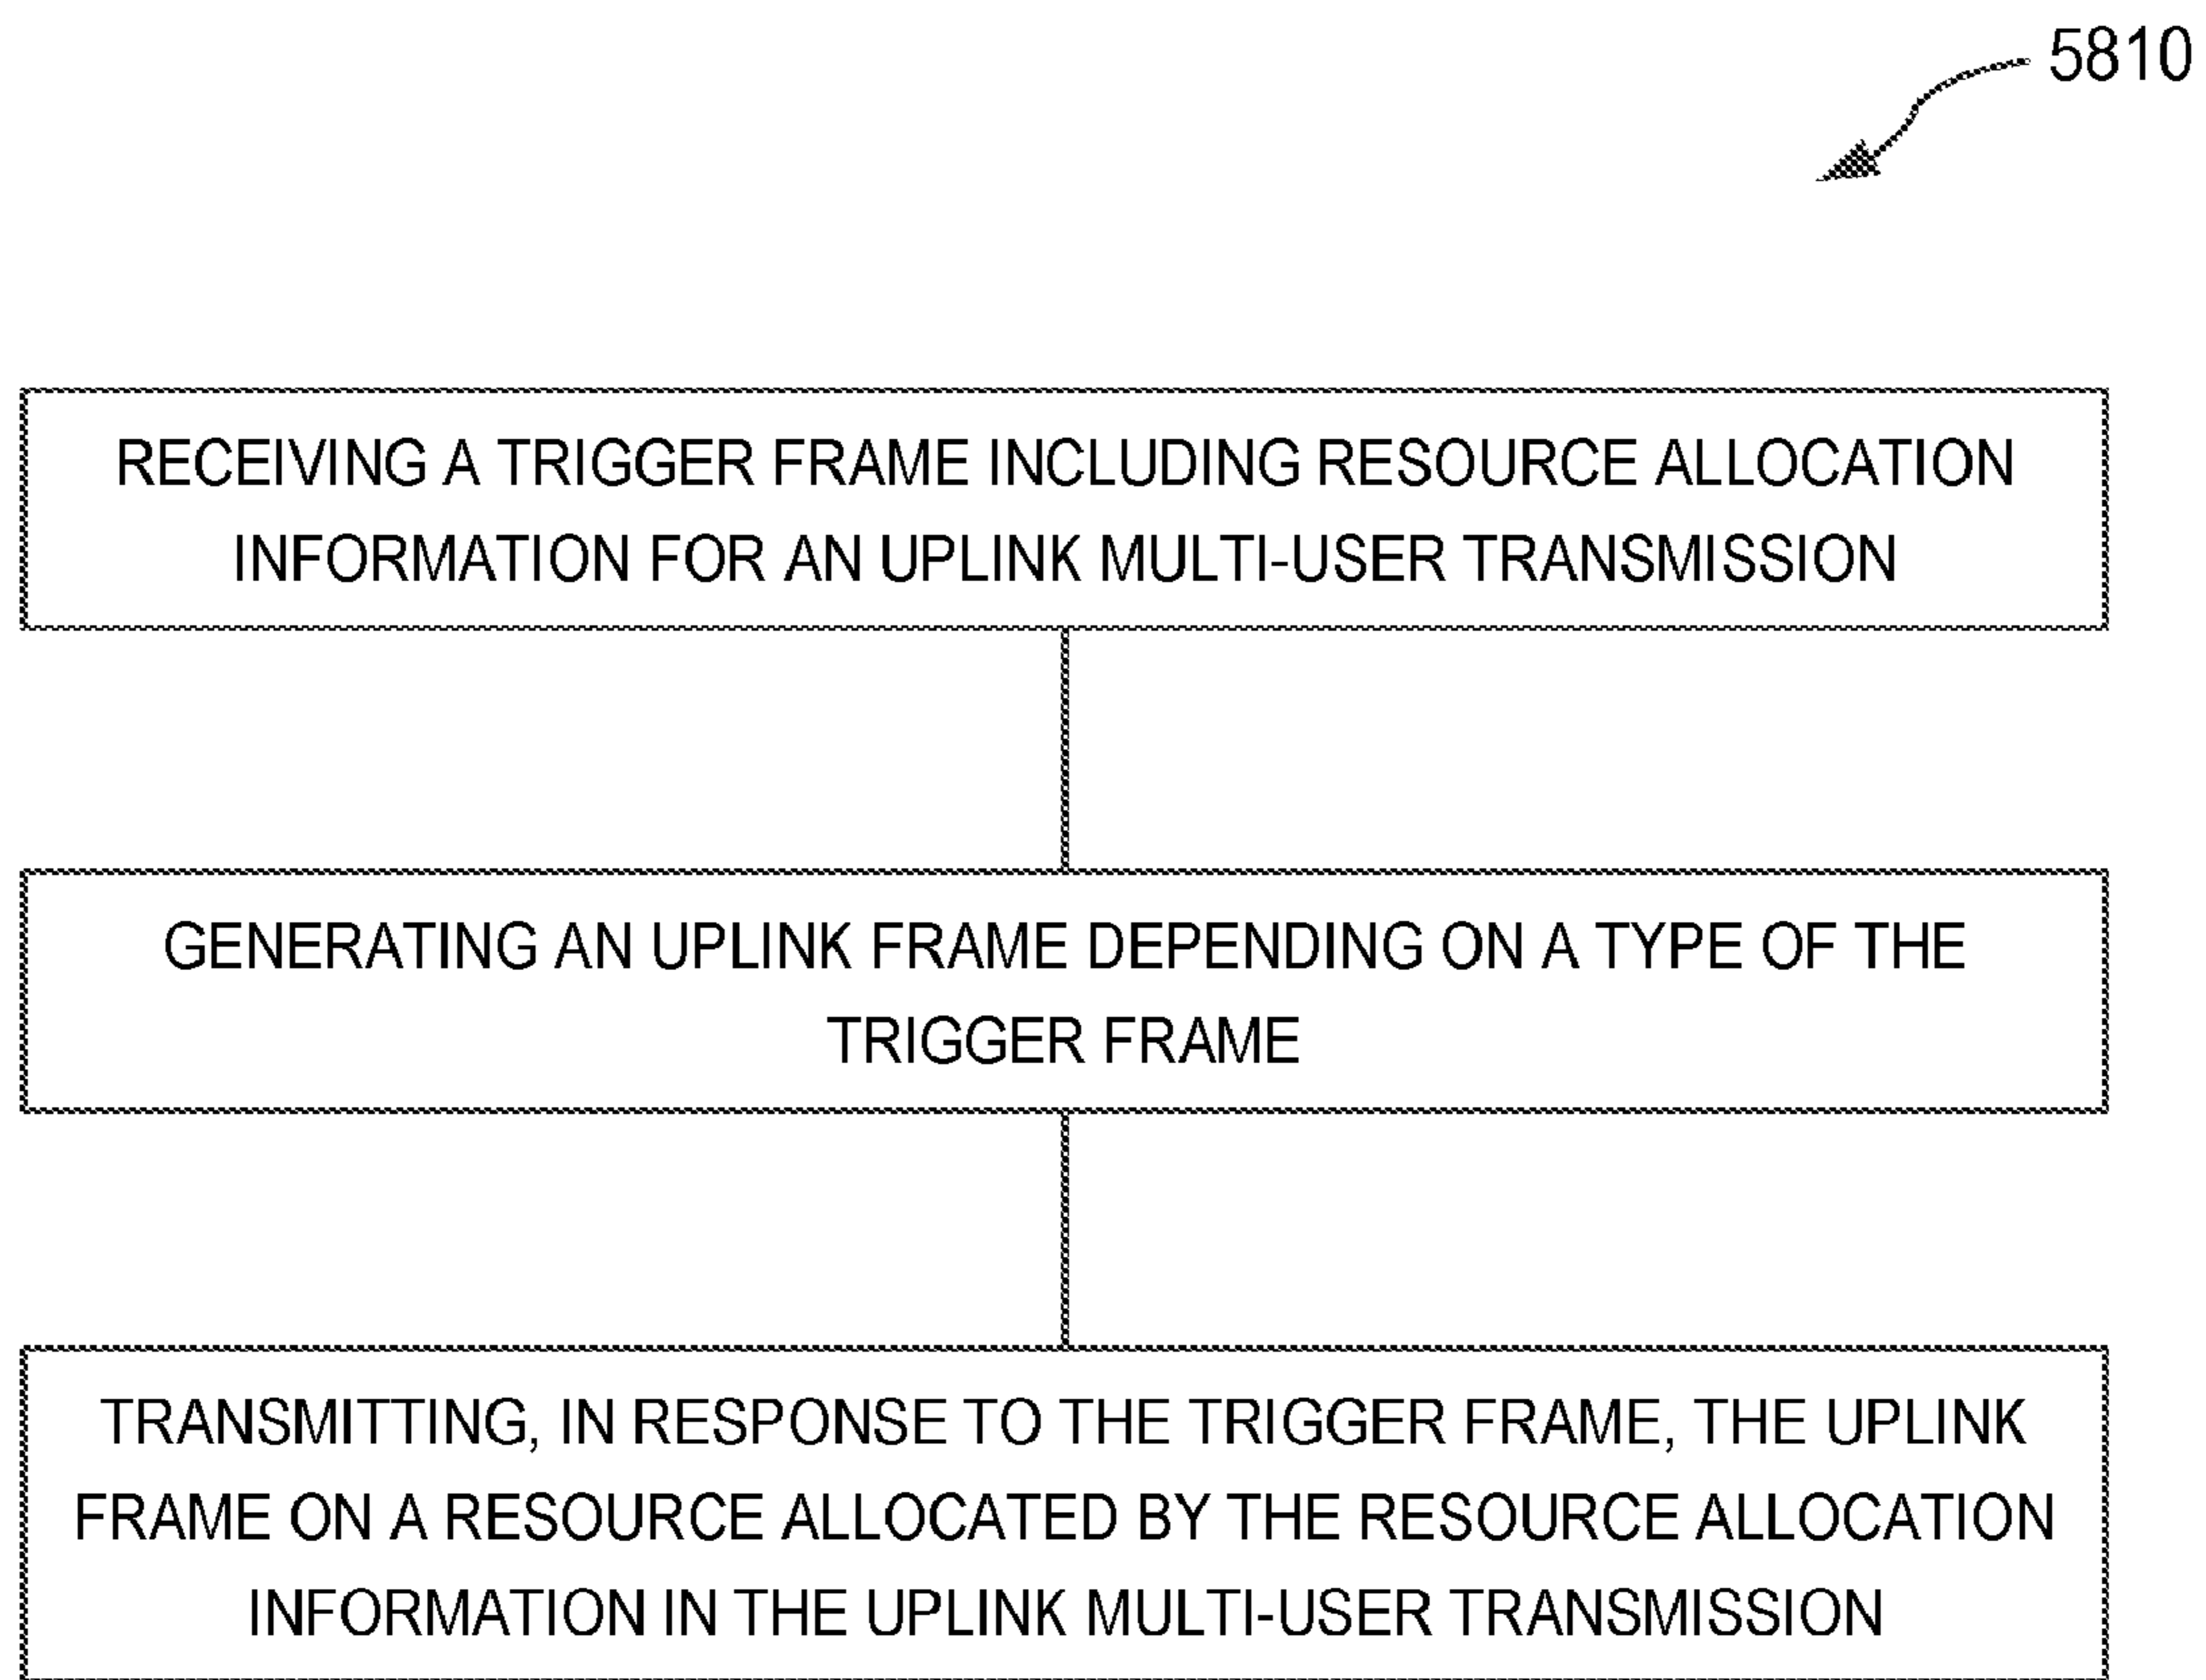 5810
RECEIVING A TRIGGER FRAME INCLUDING RESOURCE ALLOCATION
INFORMATION FOR AN UPLINK MULTI-USER TRANSMISSION
GENERATING AN UPLINK FRAME DEPENDING ON A TYPE OF THE
TRIGGER FRAME
TRANSMITTING, IN RESPONSE TO THE TRIGGER FRAME, THE UPLINK
FRAME ON A RESOURCE ALLOCATED BY THE RESOURCE ALLOCATION
INFORMATION IN THE UPLINK MULTI-USER TRANSMISSION